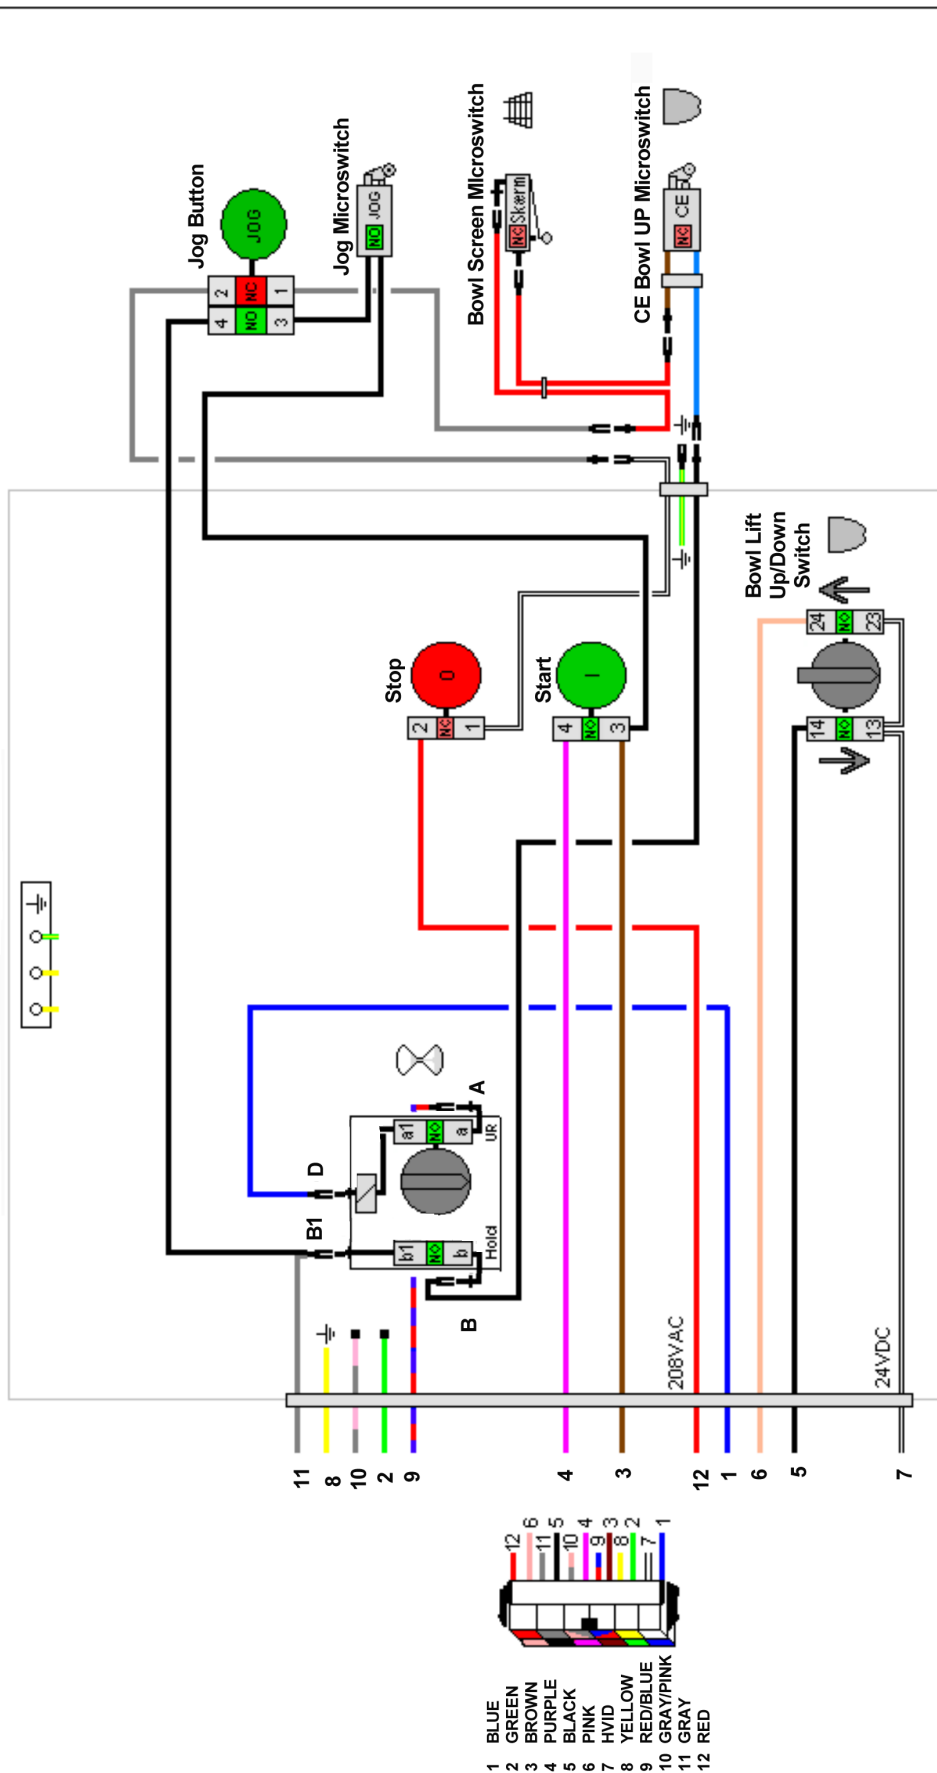 Jog Button
JOG
2
NC
1
4
NO
3
Jog Microswitch
NO
JOG
Bowl Screen Microswitch
NC
Skærm
CE Bowl UP Microswitch
NC
CE
Stop
0
2
NC
1
Start
I
4
NO
3
Bowl Lift
Up/Down
Switch
24
NO
23
14
NO
13
D
B1
A
a1
NO
a
UR
b1
NO
b
Hold
B
208VAC
24VDC
11
8
10
2
9
4
3
12
1
6
5
7
12
6
11
5
10
4
9
3
8
2
7
1
1 BLUE
2 GREEN
3 BROWN
4 PURPLE
5 BLACK
6 PINK
7 HVID
8 YELLOW
9 RED/BLUE
10 GRAY/PINK
11 GRAY
12 RED